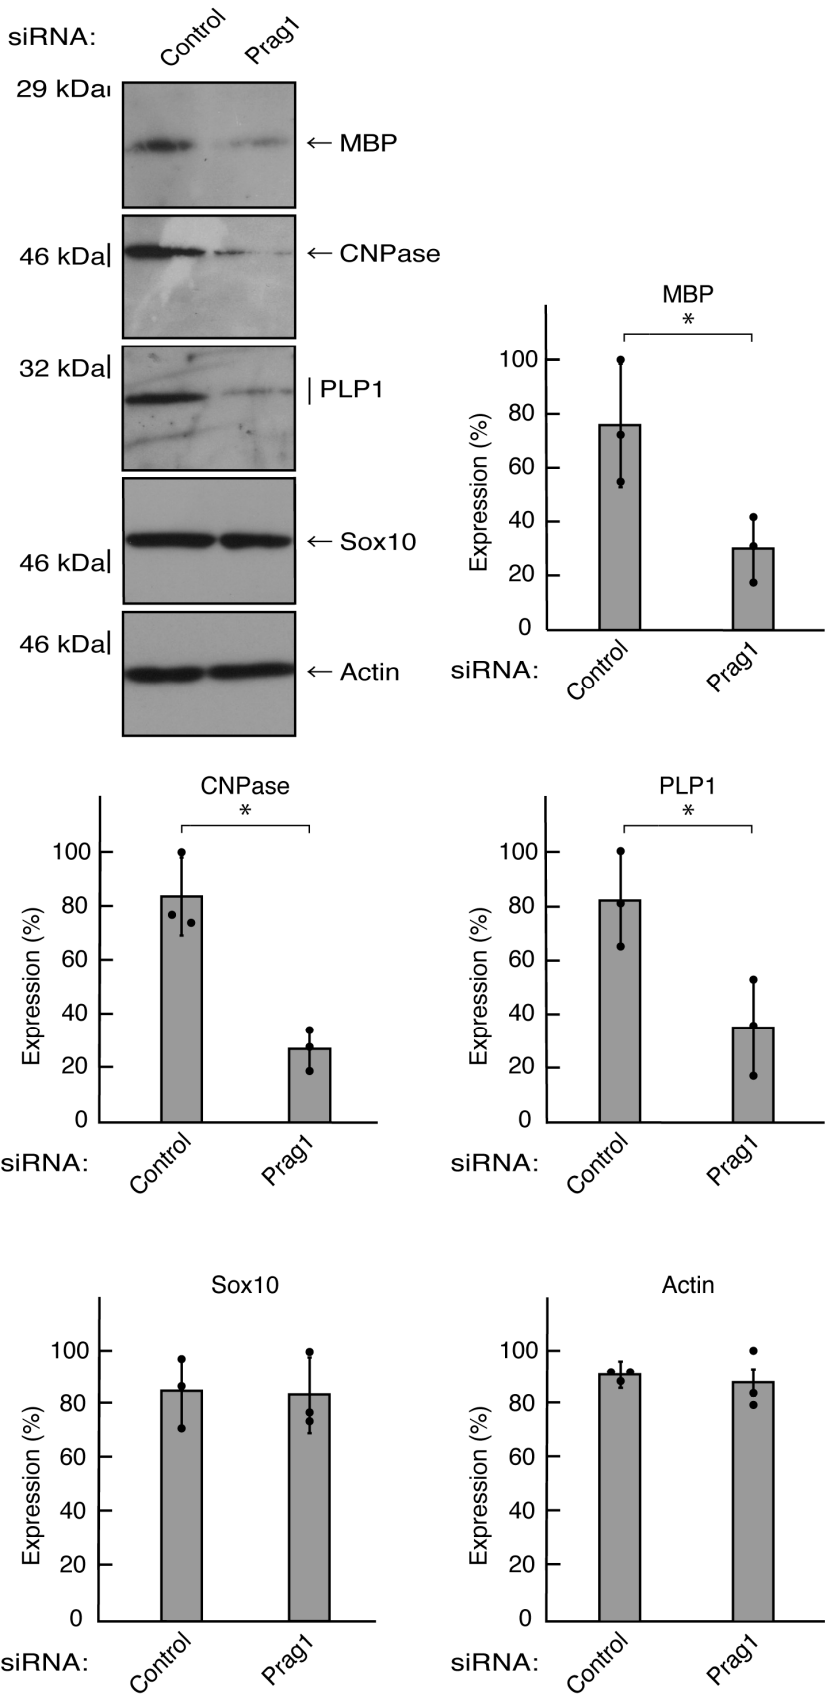 siRNA: Control Prag1
29 kDa
← MBP
46 kDa
← CNPase
32 kDa
PLP1
← Sox10
46 kDa
46 kDa
← Actin
MBP
*
100
80
60
40
20
0
Expression (%)
siRNA: Control Prag1
CNPase
*
100
80
60
40
20
0
Expression (%)
siRNA: Control Prag1
PLP1
*
100
80
60
40
20
0
Expression (%)
siRNA: Control Prag1
Sox10
100
80
60
40
20
0
Expression (%)
siRNA: Control Prag1
Actin
100
80
60
40
20
0
Expression (%)
siRNA: Control Prag1